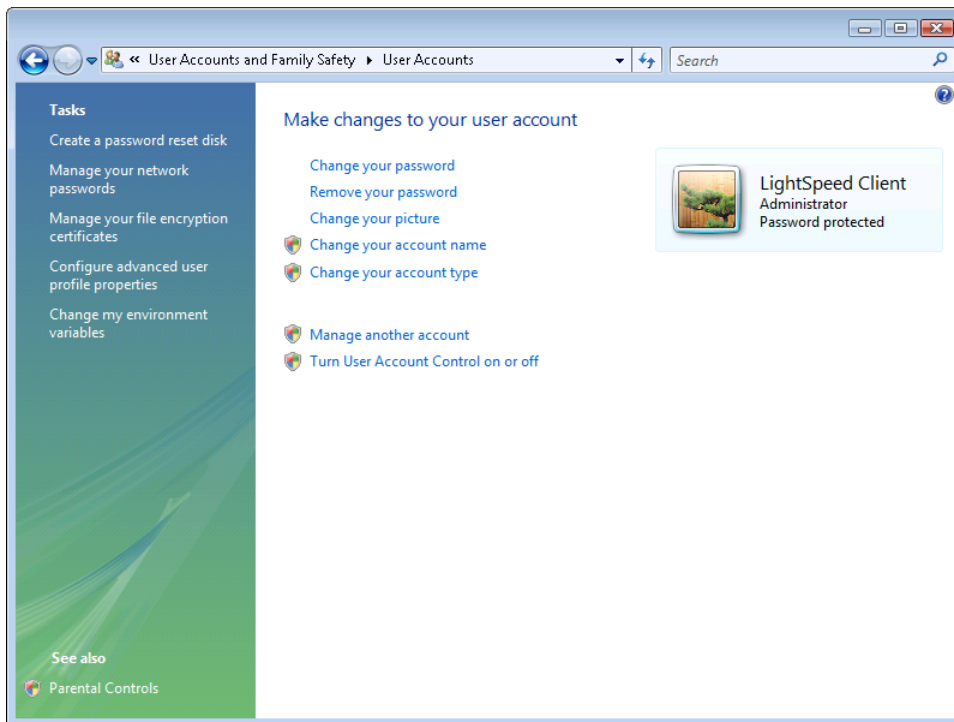 « User Accounts and Family Safety ▸ User Accounts
Search
Tasks
Create a password reset disk
Manage your network
passwords
Manage your file encryption
certificates
Configure advanced user
profile properties
Change my environment
variables
See also
Parental Controls
Make changes to your user account
Change your password
Remove your password
Change your picture
Change your account name
Change your account type
Manage another account
Turn User Account Control on or off
LightSpeed Client
Administrator
Password protected